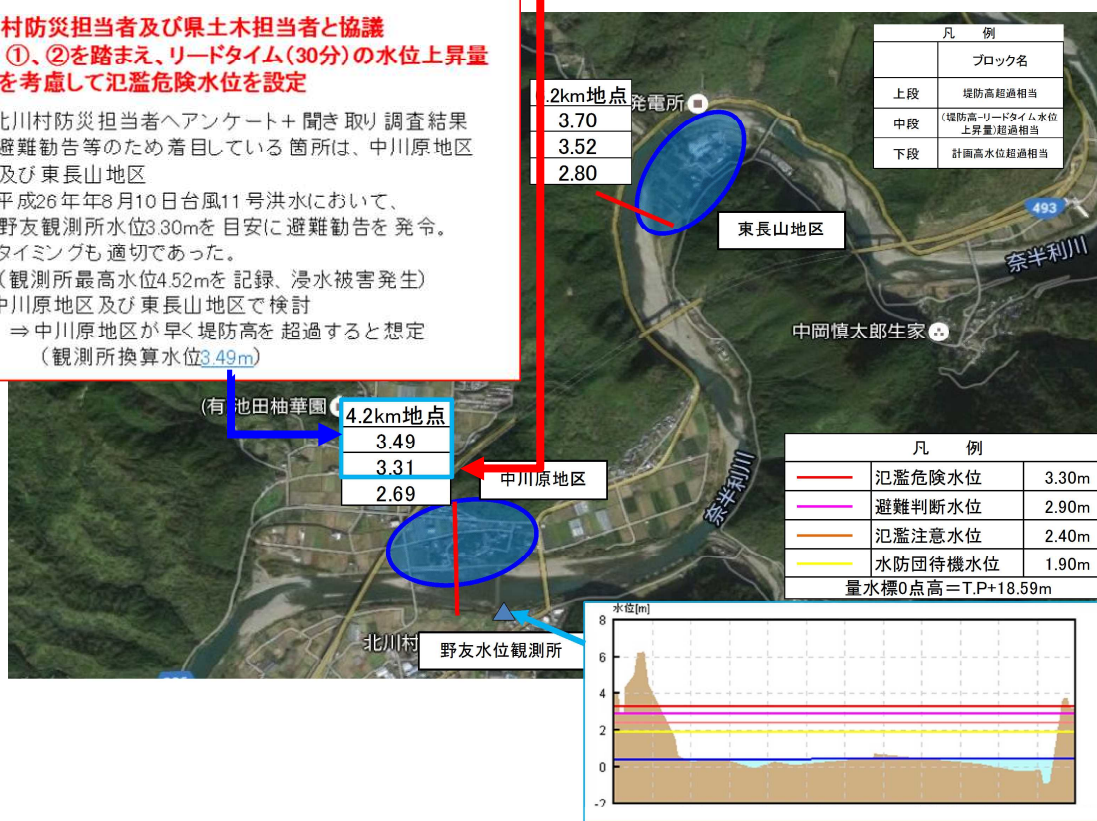 村防災担当者及び県土木担当者と協議
①、②を踏まえ、リードタイム(30分)の水位上昇量
を考慮して氾濫危険水位を設定
北川村防災担当者へアンケート+聞き取り調査結果
避難勧告等のため着目している箇所は、中川原地区
及び東長山地区
平成26年年8月10日台風11号洪水において、
野友観測所水位3.30mを目安に避難勧告を発令。
タイミングも適切であった。
(観測所最高水位4.52mを記録、浸水被害発生)
中川原地区及び東長山地区で検討
⇒中川原地区が早く堤防高を超過すると想定
(観測所換算水位3.49m)
.2km地点
3.70
3.52
2.80
発電所
東長山地区
凡 例
ブロック名
上段 堤防高超過相当
中段 (堤防高-リードタイム水位上昇量)超過相当
下段 計画高水位超過相当
493
奈半利川
中岡慎太郎生家
(有)池田柚華園
4.2km地点
3.49
3.31
2.69
中川原地区
奈半利川
凡 例
氾濫危険水位 3.30m
避難判断水位 2.90m
氾濫注意水位 2.40m
水防団待機水位 1.90m
量水標0点高=T.P+18.59m
北川村
野友水位観測所
水位[m]
8
6
4
2
0
-2